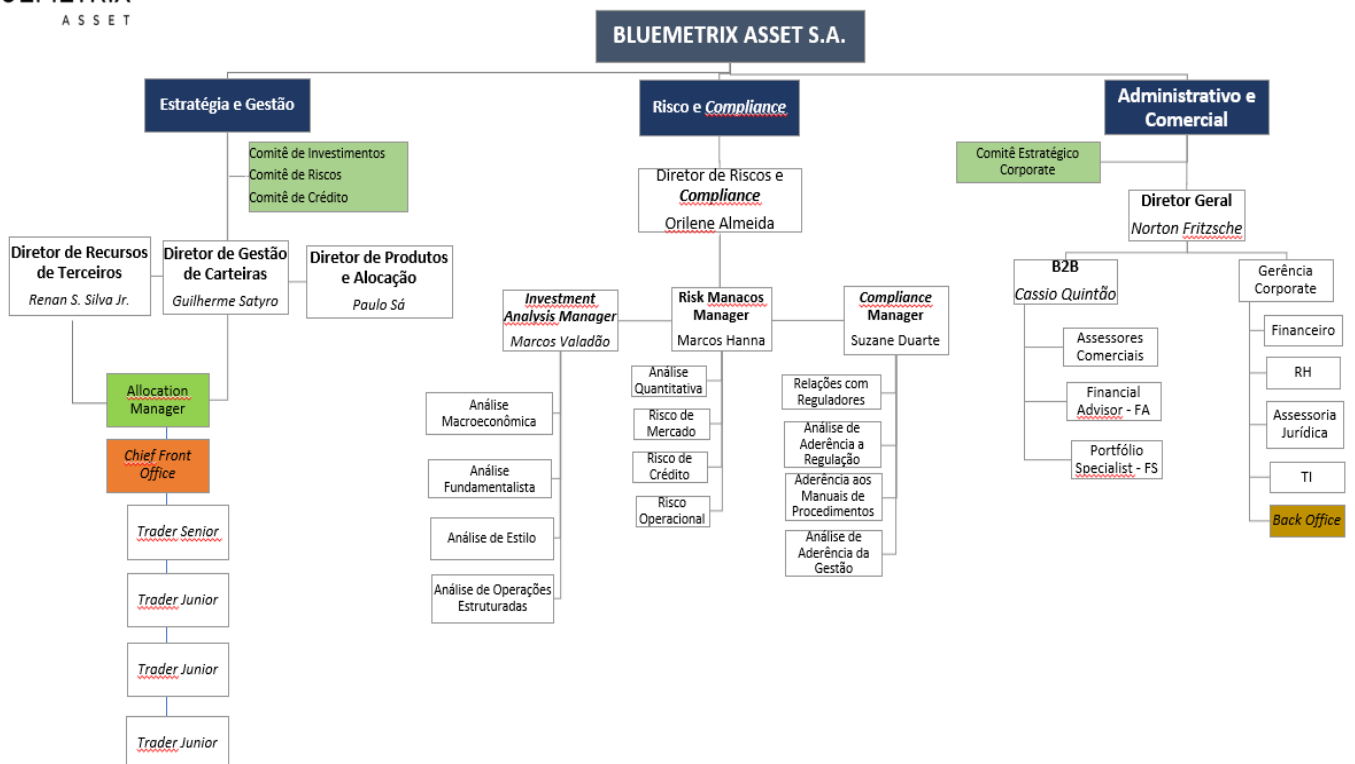 ASSET
BLUEMETRIX ASSET S.A.
Estratégia e Gestão
Risco e Compliance
Administrativo e
Comercial
Comitê de Investimentos
Comitê de Riscos
Comitê de Crédito
Comitê Estratégico
Corporate
Diretor de Riscos e
Compliance
Orilene Almeida
Diretor Geral
Norton Fritzsche
Diretor de Recursos
de Terceiros
Renan S. Silva Jr.
Diretor de Gestão
de Carteiras
Guilherme Satyro
Diretor de Produtos
e Alocação
Paulo Sá
B2B
Cassio Quintão
Gerência
Corporate
Investment
Analysis Manager
Marcos Valadão
Risk Manacos
Manager
Marcos Hanna
Compliance
Manager
Suzane Duarte
Assessores
Comerciais
Financial
Advisor - FA
Portfólio
Specialist - FS
Financeiro
RH
Assessoria
Jurídica
TI
Back Office
Allocation
Manager
Chief Front
Office
Trader Senior
Trader Junior
Trader Junior
Trader Junior
Análise
Macroeconômica
Análise
Fundamentalista
Análise de Estilo
Análise de Operações
Estruturadas
Análise
Quantitativa
Risco de
Mercado
Risco de
Crédito
Risco
Operacional
Relações com
Reguladores
Análise de
Aderência a
Regulação
Aderência aos
Manuais de
Procedimentos
Análise de
Aderência da
Gestão